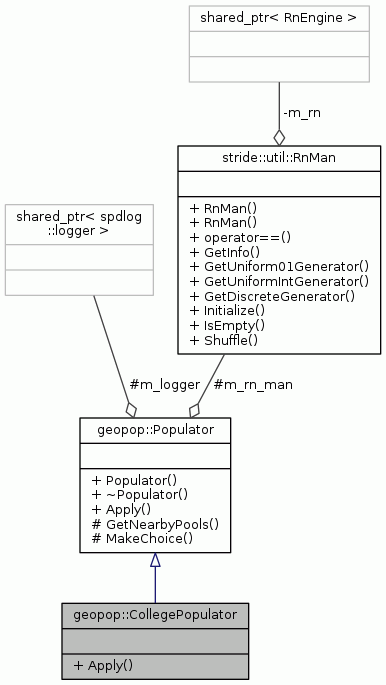 shared_ptr< RnEngine >
-m_rn
stride::util::RnMan
+ RnMan()
+ RnMan()
+ operator==()
+ GetInfo()
+ GetUniform01Generator()
+ GetUniformIntGenerator()
+ GetDiscreteGenerator()
+ Initialize()
+ IsEmpty()
+ Shuffle()
shared_ptr< spdlog
::logger >
#m_logger
#m_rn_man
geopop::Populator
+ Populator()
+ ~Populator()
+ Apply()
# GetNearbyPools()
# MakeChoice()
geopop::CollegePopulator
+ Apply()